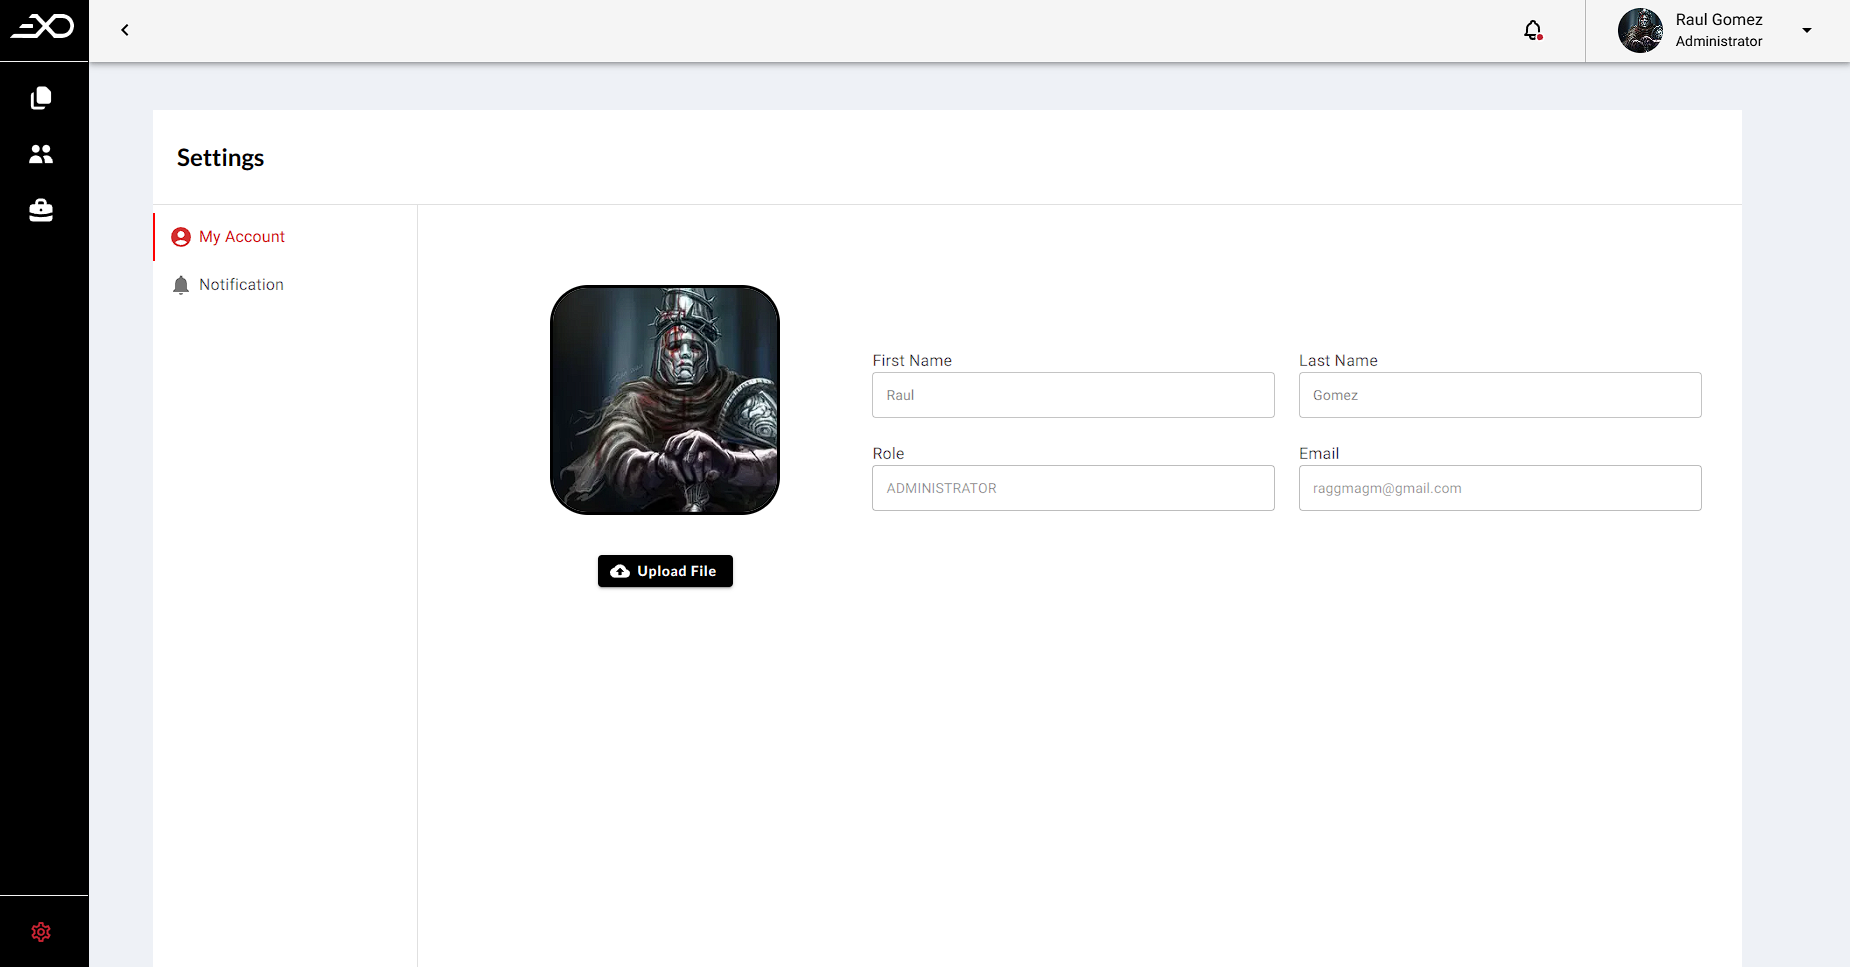 EXO
Raul Gomez
Administrator
Settings
My Account
Notification
First Name
Last Name
Raul
Gomez
Role
Email
ADMINISTRATOR
raggmagm@gmail.com
Upload File